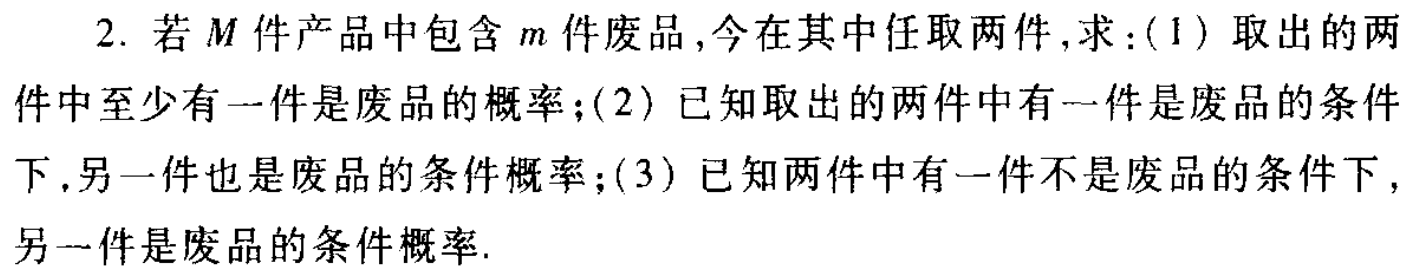 2. 若 M 件产品中包含 m 件废品,今在其中任取两件,求:(1) 取出的两
件中至少有一件是废品的概率;(2) 已知取出的两件中有一件是废品的条件
下,另一件也是废品的条件概率;(3) 已知两件中有一件不是废品的条件下,
另一件是废品的条件概率.